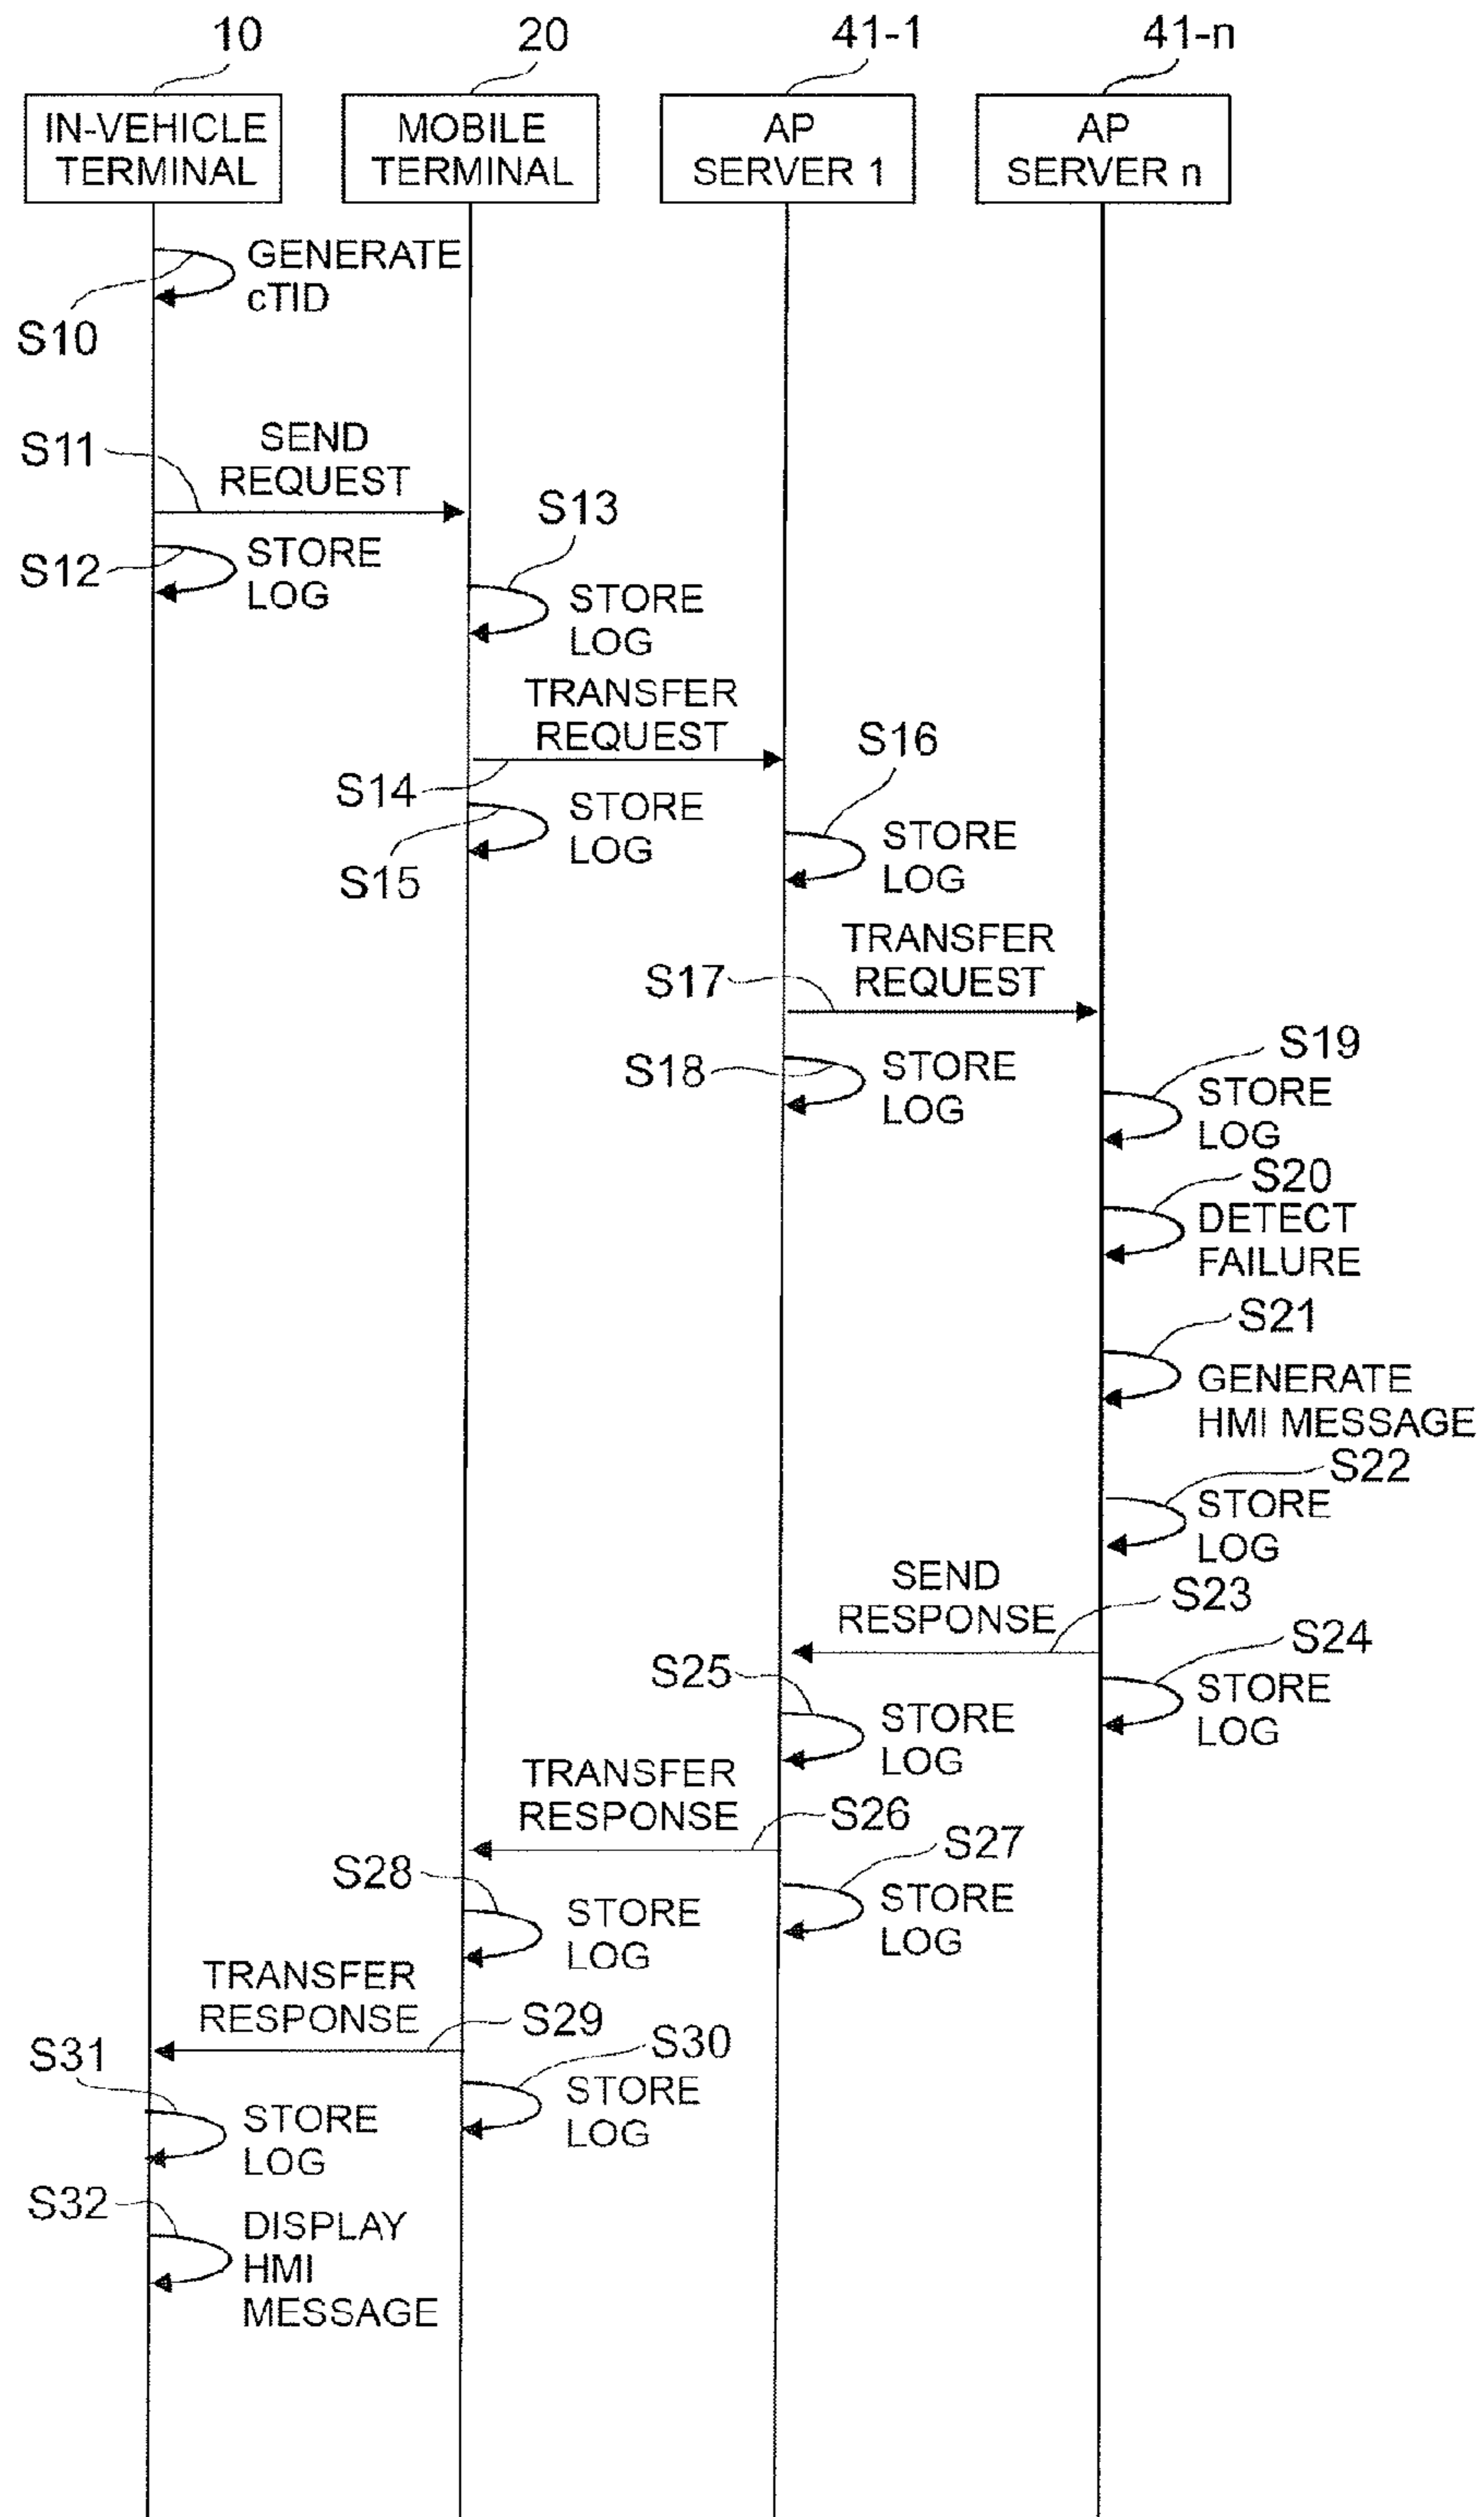 10
20
41-1
41-n
IN-VEHICLE
TERMINAL
MOBILE
TERMINAL
AP
SERVER 1
AP
SERVER n
GENERATE
cTID
S10
S11
SEND
REQUEST
S12
STORE
LOG
S13
STORE
LOG
TRANSFER
REQUEST
S14
S15
STORE
LOG
S16
STORE
LOG
TRANSFER
REQUEST
S17
S18
STORE
LOG
S19
STORE
LOG
S20
DETECT
FAILURE
S21
GENERATE
HMI MESSAGE
S22
STORE
LOG
SEND
RESPONSE
S23
S24
STORE
LOG
S25
STORE
LOG
TRANSFER
RESPONSE
S26
S27
STORE
LOG
S28
STORE
LOG
TRANSFER
RESPONSE
S29
S30
STORE
LOG
S31
STORE
LOG
S32
DISPLAY
HMI
MESSAGE